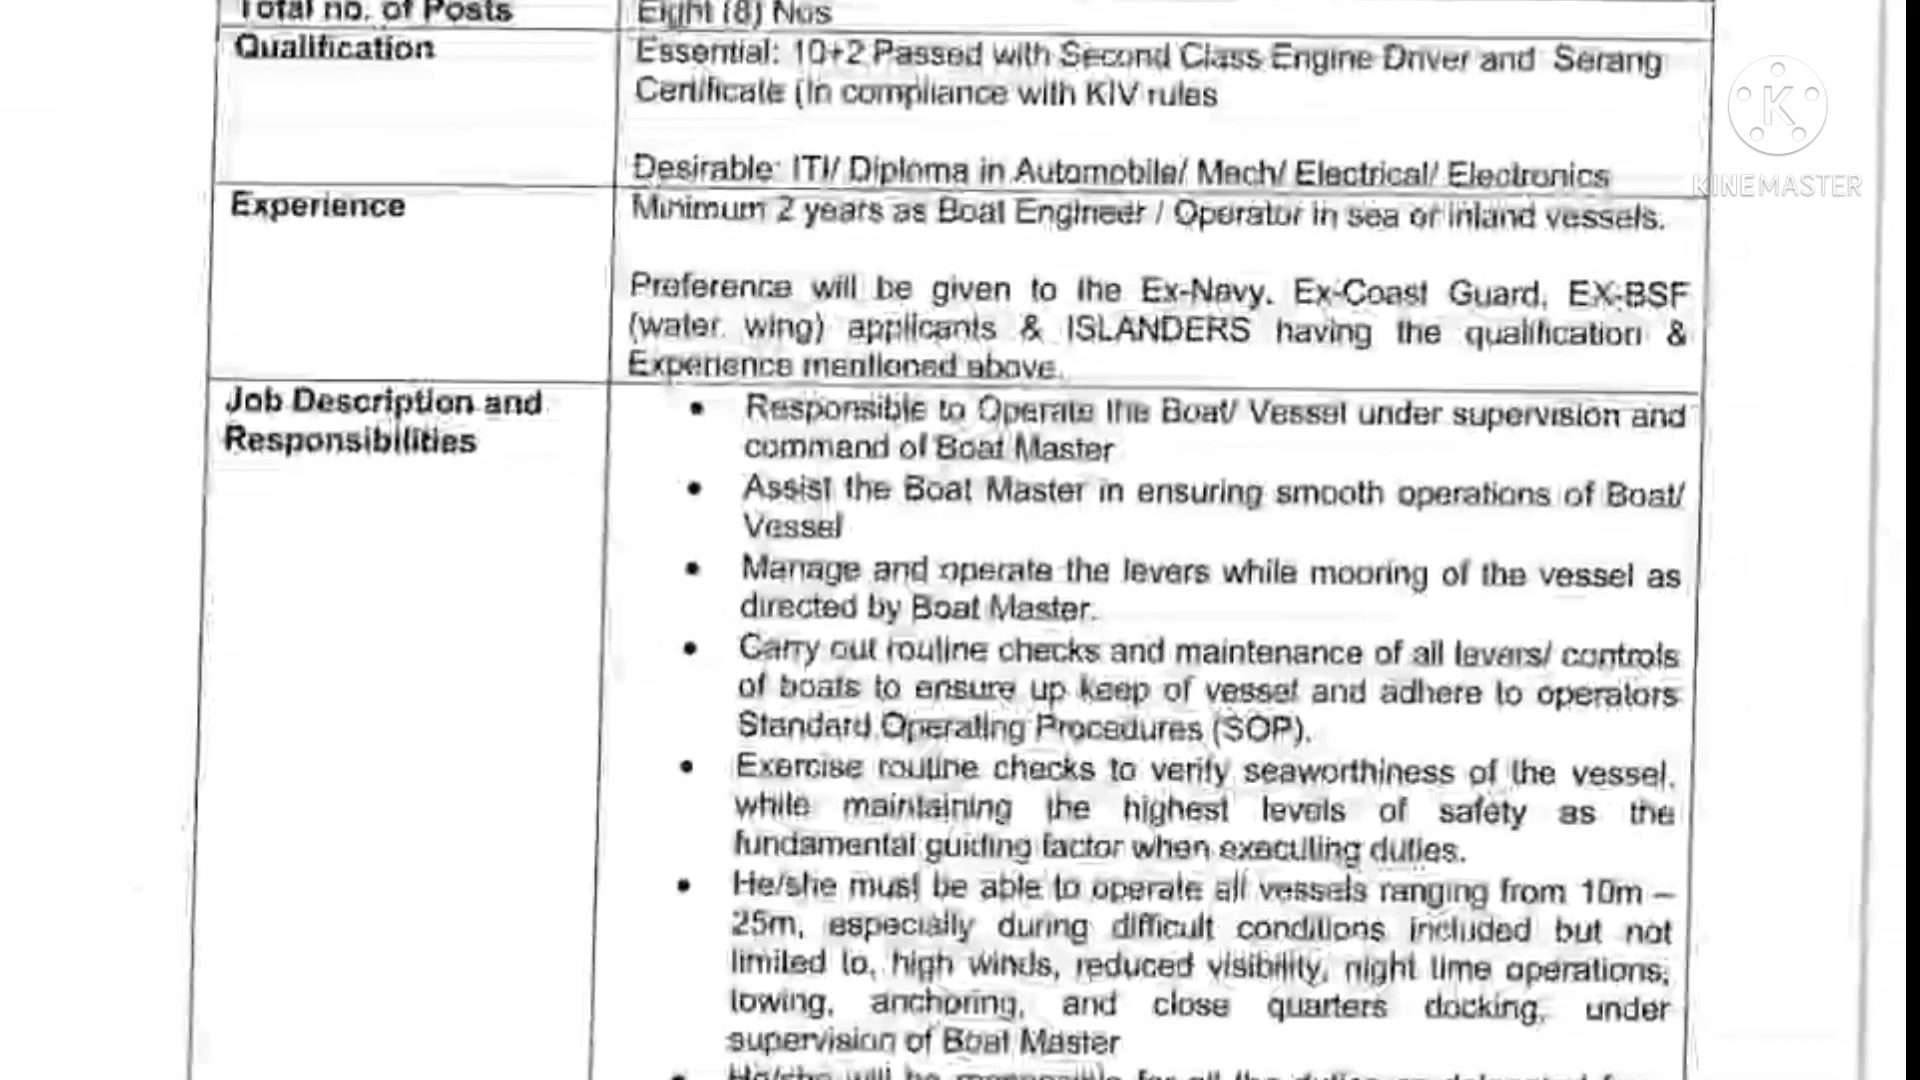 Total no. of Posts
Eight (8) Nos
Qualification
Essential: 10+2 Passed with Second Class Engine Driver and Serang
Certificate (In compliance with KIV rules
Desirable: ITI/ Diploma in Automobile/ Mech/ Electrical/ Electronics
Experience
Minimum 2 years as Boat Engineer / Operator in sea or inland vessels.
Preference will be given to the Ex-Navy, Ex-Coast Guard, EX-BSF
(water wing) applicants & ISLANDERS having the qualification &
Experience mentioned above.
Job Description and
Responsibilities
• Responsible to Operate the Boat/ Vessel under supervision and
command of Boat Master
• Assist the Boat Master in ensuring smooth operations of Boat/
Vessel
• Manage and operate the levers while mooring of the vessel as
directed by Boat Master.
• Carry out routine checks and maintenance of all levers/ controls
of boats to ensure up keep of vessel and adhere to operators
Standard Operating Procedures (SOP).
• Exercise routine checks to verify seaworthiness of the vessel,
while maintaining the highest levels of safety as the
fundamental guiding factor when executing duties.
• He/she must be able to operate all vessels ranging from 10m –
25m, especially during difficult conditions included but not
limited to, high winds, reduced visibility, night time operations,
towing, anchoring, and close quarters docking, under
supervision of Boat Master
• He/she will be responsible for all the duties
K
KINEMASTER